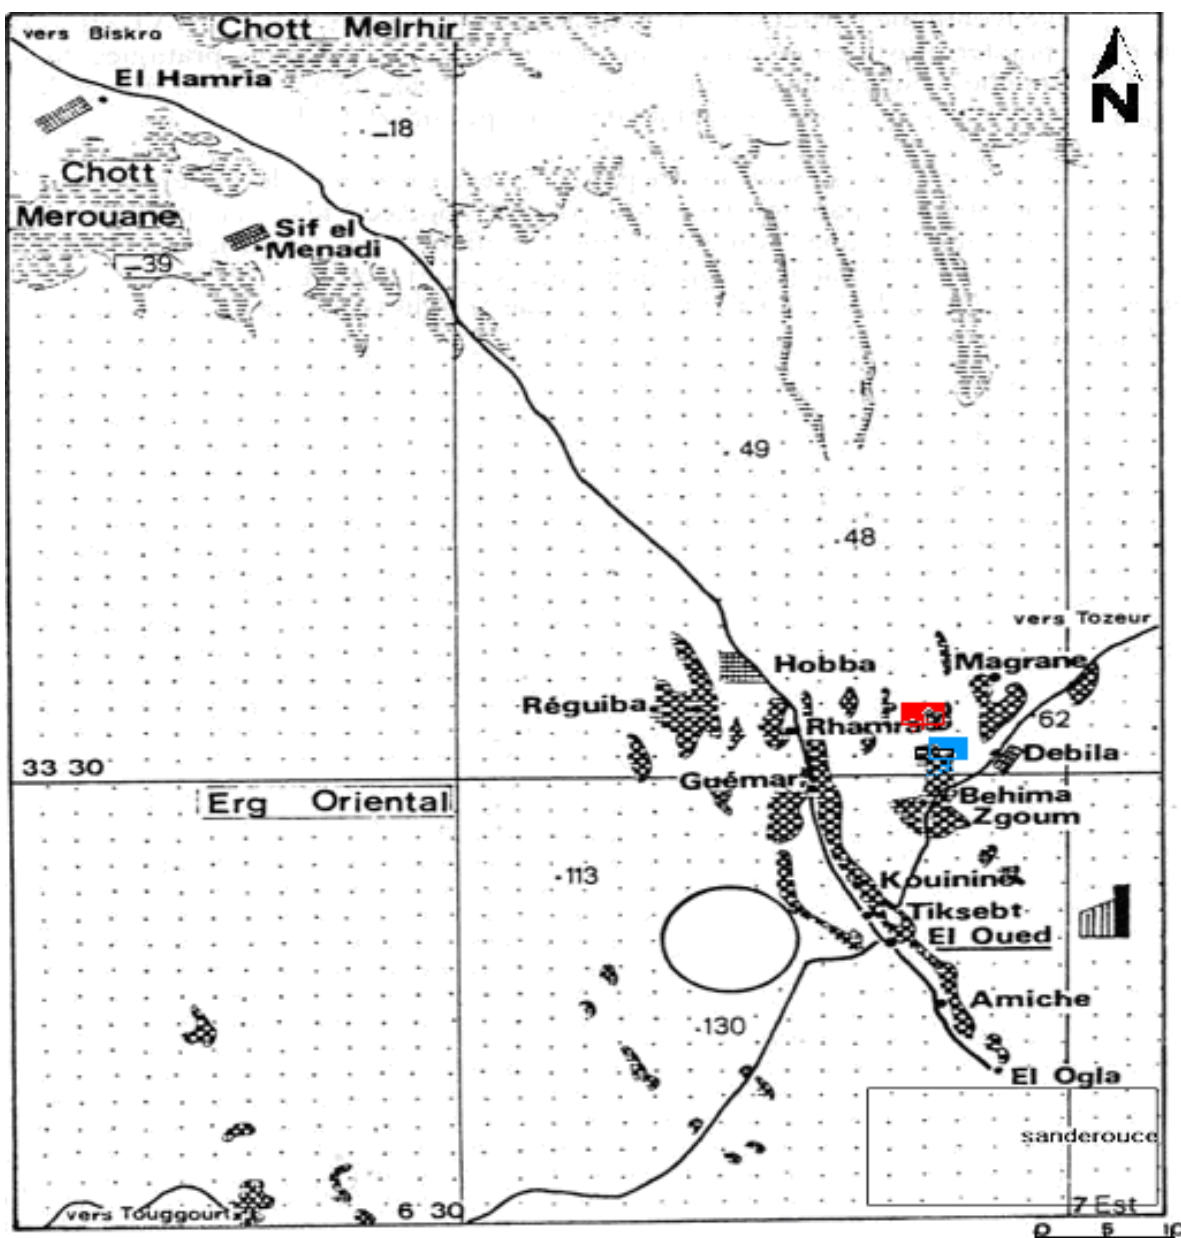 vers Biskra
Chott Melrhir
N
El Hamria
-18
Chott
Merouane
Sif el
Menadi
-39
49
48
vers Tozeur
Hobba
Magrane
Réguiba
Rhamra
62
Debila
33 30
Guémar
Erg Oriental
Behima
Zgoum
113
Kouinine
Tiksebt
El Oued
Amiche
130
El Ogla
sanderouce
7 Est
vers Touggourt
6 30
0 5 10